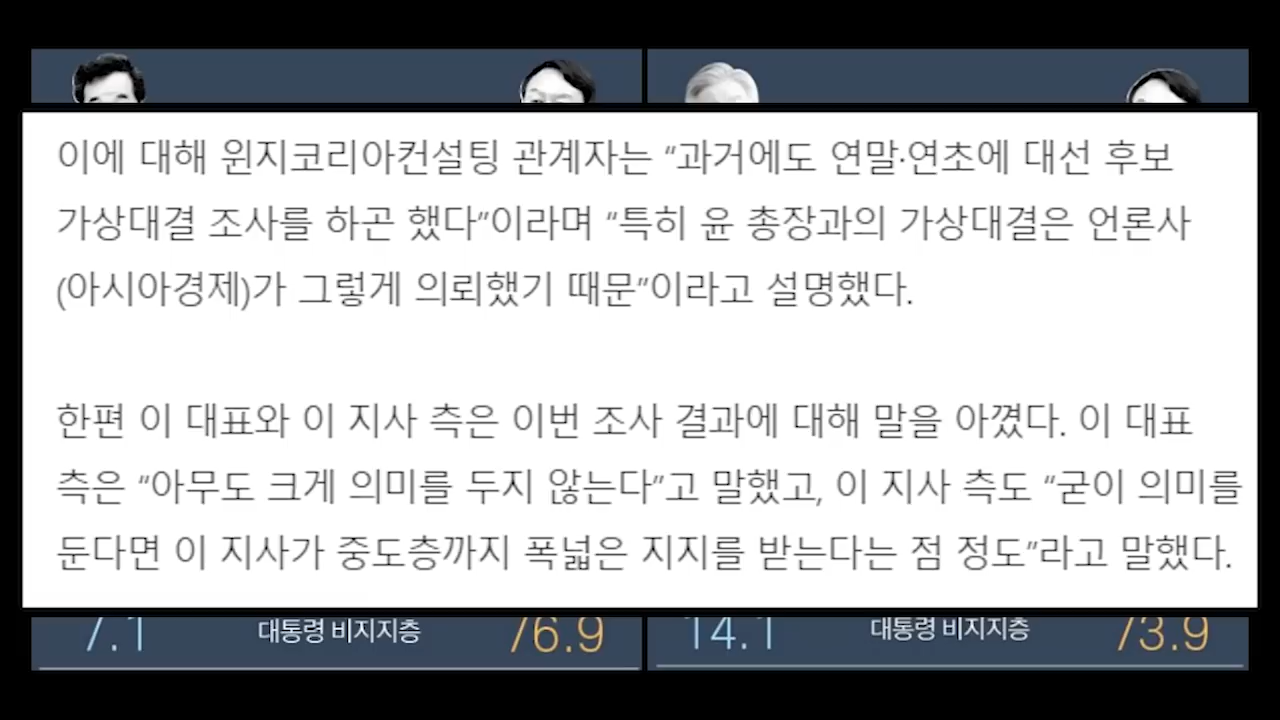 이에 대해 윈지코리아컨설팅 관계자는 “과거에도 연말·연초에 대선 후보
가상대결 조사를 하곤 했다”이라며 “특히 윤 총장과의 가상대결은 언론사
(아시아경제)가 그렇게 의뢰했기 때문”이라고 설명했다.
한편 이 대표와 이 지사 측은 이번 조사 결과에 대해 말을 아꼈다. 이 대표
측은 “아무도 크게 의미를 두지 않는다”고 말했고, 이 지사 측도 “굳이 의미를
둔다면 이 지사가 중도층까지 폭넓은 지지를 받는다는 점 정도”라고 말했다.
7.1 대통령 비지지층 76.9 14.1 대통령 비지지층 73.9